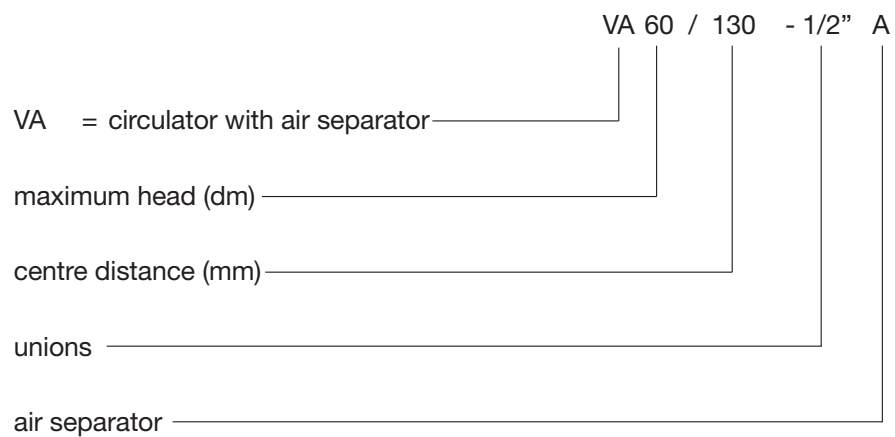 VA 60 / 130 - 1/2” A
VA = circulator with air separator
maximum head (dm)
centre distance (mm)
unions
air separator